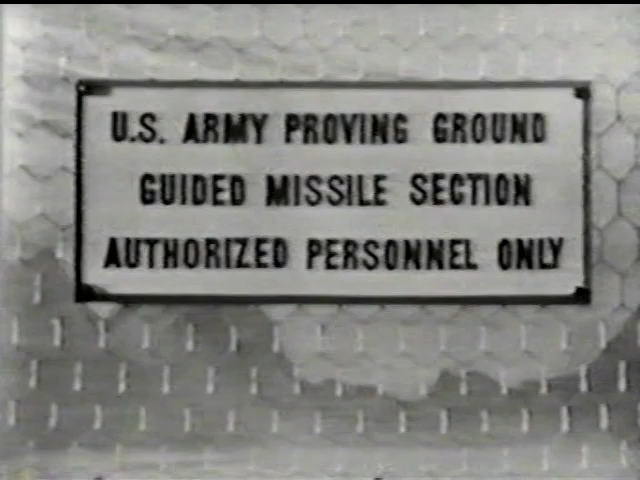 U.S. ARMY PROVING GROUND
GUIDED MISSILE SECTION
AUTHORIZED PERSONNEL ONLY